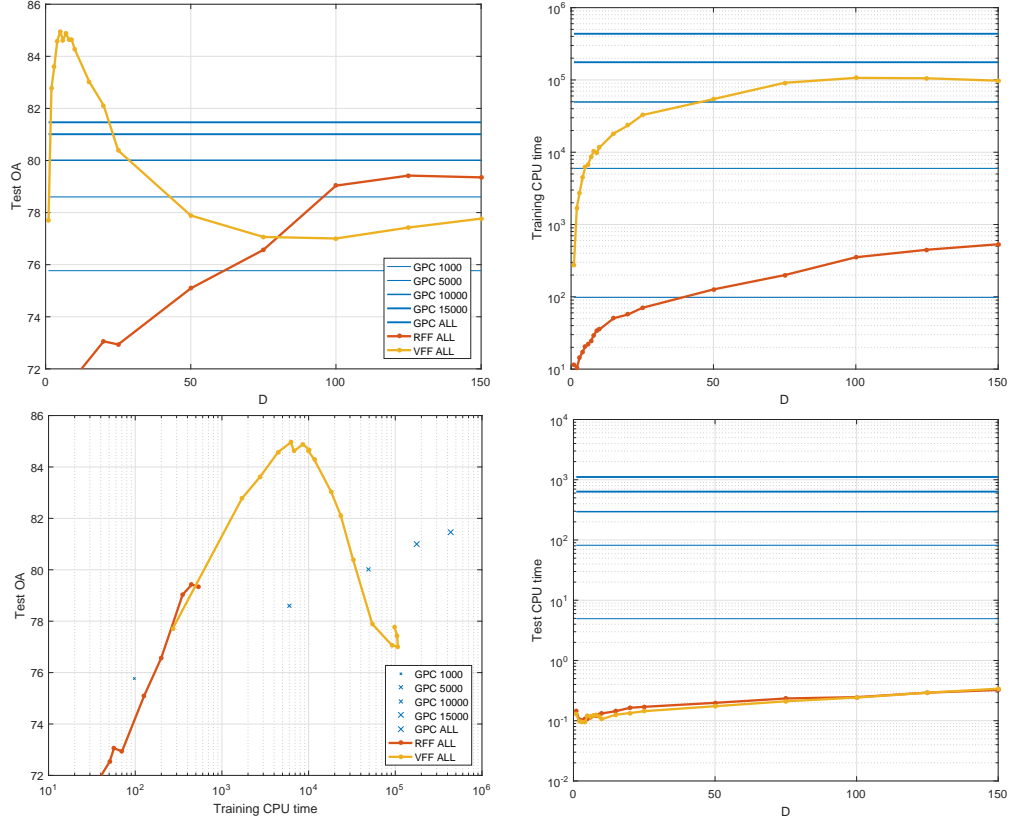 86
84
82
80
78
76
74
72
Test OA
0
50
100
150
D
GPC 1000
GPC 5000
GPC 10000
GPC 15000
GPC ALL
RFF ALL
VFF ALL
10^6
10^5
10^4
10^3
10^2
10^1
Training CPU time
0
50
100
150
D
86
84
82
80
78
76
74
72
Test OA
10^1
10^2
10^3
10^4
10^5
10^6
Training CPU time
GPC 1000
GPC 5000
GPC 10000
GPC 15000
GPC ALL
RFF ALL
VFF ALL
10^4
10^3
10^2
10^1
10^0
10^-1
10^-2
Test CPU time
0
50
100
150
D